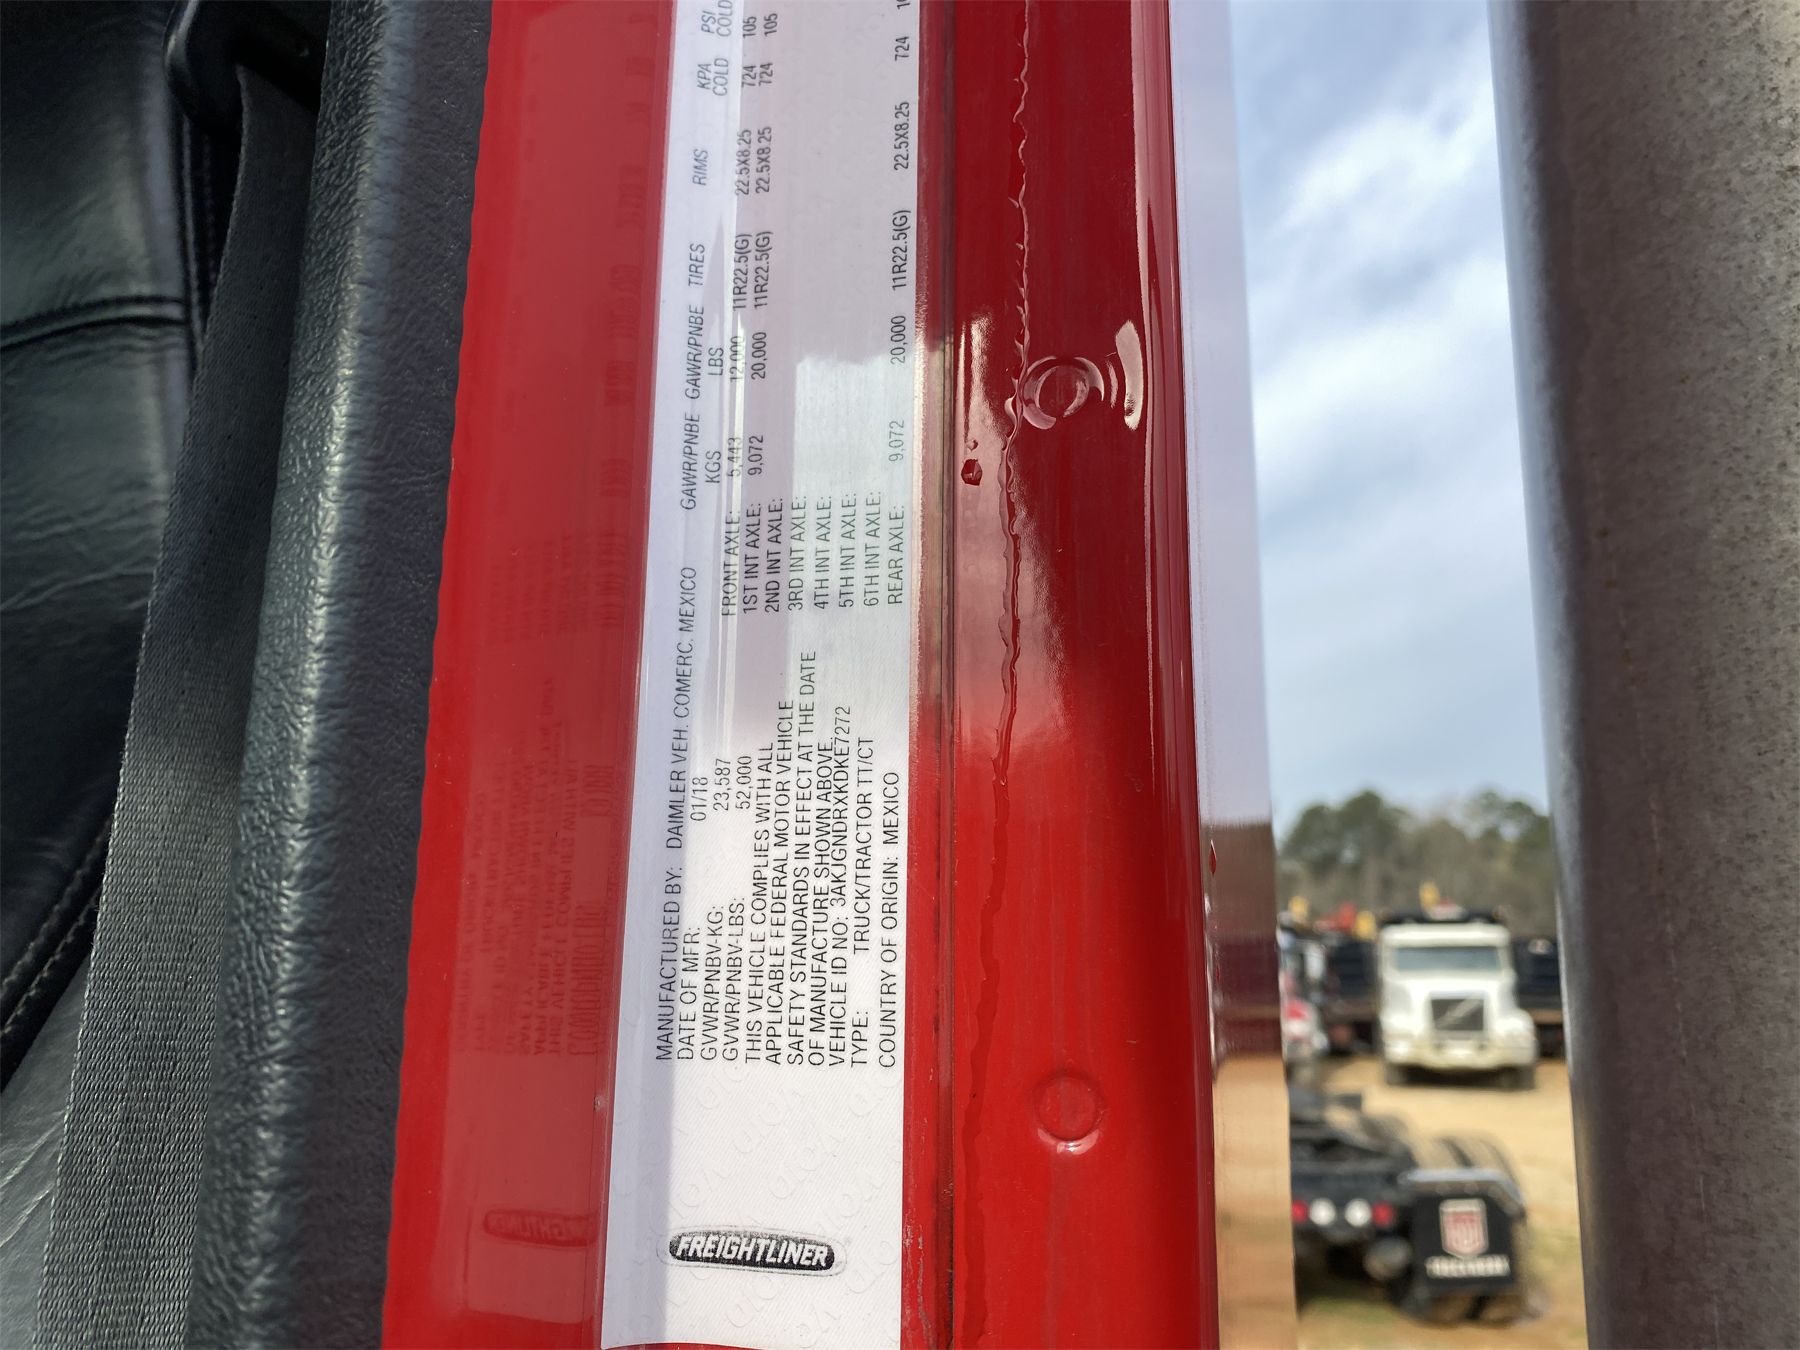 MANUFACTURED BY: DAIMLER VEH. COMERC. MEXICO
DATE OF MFR: 01/18
GVWR/PNBV-KG: 23,587
GVWR/PNBV-LBS: 52,000
THIS VEHICLE COMPLIES WITH ALL
APPLICABLE FEDERAL MOTOR VEHICLE
SAFETY STANDARDS IN EFFECT AT THE DATE
OF MANUFACTURE SHOWN ABOVE.
VEHICLE ID NO: 3AKJGNDRXKDKE7272
TYPE: TRUCK/TRACTOR TT/CT
COUNTRY OF ORIGIN: MEXICO
GAWR/PNBE GAWR/PNBE TIRES RIMS KPA PSI
KGS LBS COLD COLD
FRONT AXLE: 5,443 12,000 11R22.5(G) 22.5X8.25 724 105
1ST INT AXLE: 9,072 20,000 11R22.5(G) 22.5X8.25 724 105
2ND INT AXLE:
3RD INT AXLE:
4TH INT AXLE:
5TH INT AXLE:
6TH INT AXLE:
REAR AXLE: 9,072 20,000 11R22.5(G) 22.5X8.25 724
FREIGHTLINER